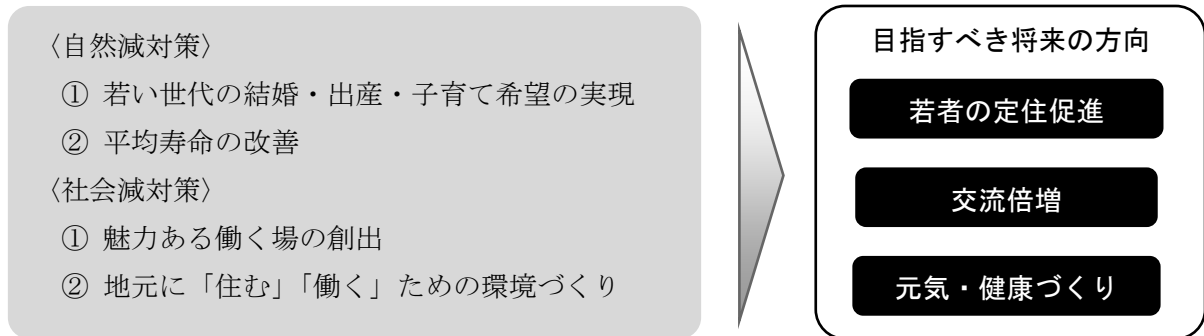 〈自然減対策〉
① 若い世代の結婚・出産・子育て希望の実現
② 平均寿命の改善
〈社会減対策〉
① 魅力ある働く場の創出
② 地元に「住む」「働く」ための環境づくり
目指すべき将来の方向
若者の定住促進
交流倍増
元気・健康づくり